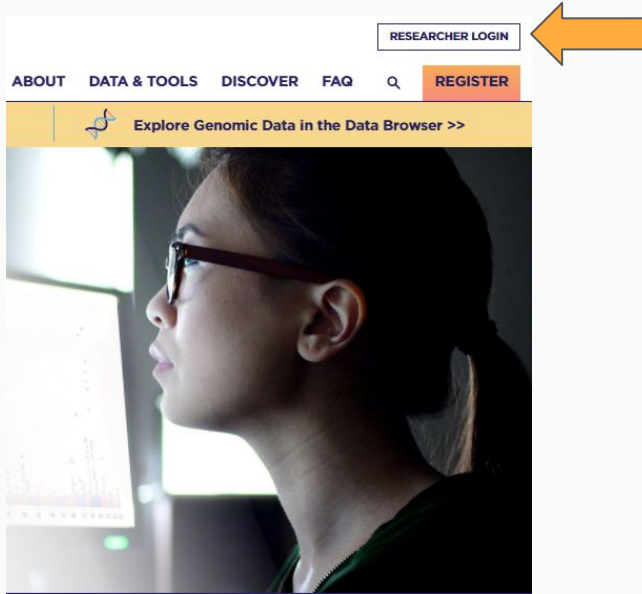 RESEARCHER LOGIN
ABOUT DATA & TOOLS DISCOVER FAQ REGISTER
Explore Genomic Data in the Data Browser >>